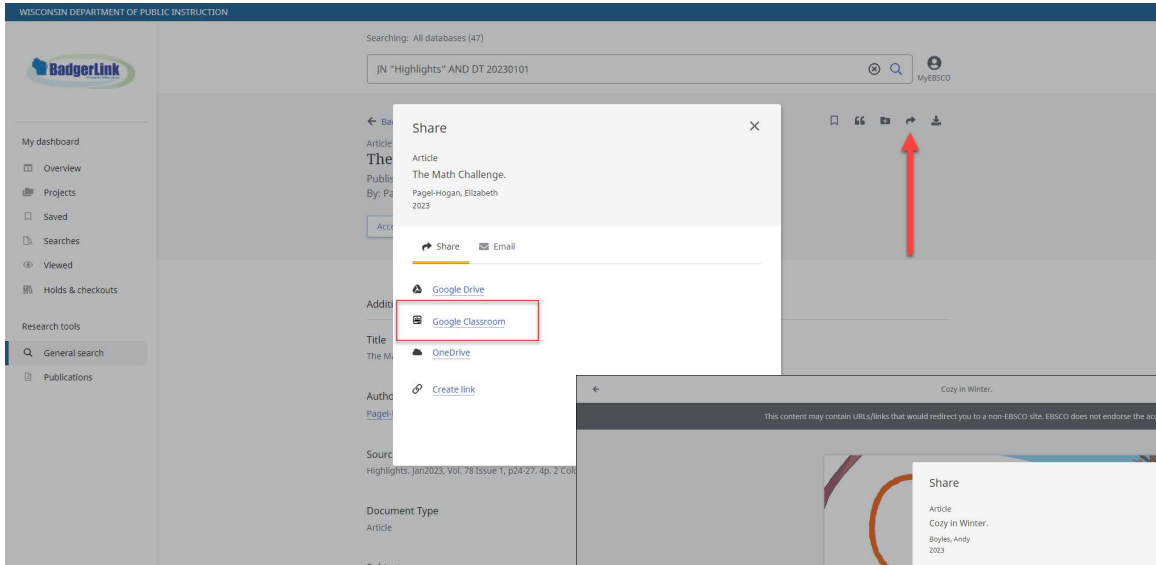 WISCONSIN DEPARTMENT OF PUBLIC INSTRUCTION
BadgerLink
My dashboard
Overview
Projects
Saved
Searches
Viewed
Holds & checkouts
Research tools
General search
Publications
Searching: All databases (47)
JN "Highlights" AND DT 20230101
MyEBSCO
Article
The
By:
Share
Article
The Math Challenge.
Pagel-Hogan, Elizabeth
2023
Share
Email
Google Drive
Google Classroom
OneDrive
Create link
Title
The
Highlights. Jan2023, Vol. 78 Issue 1, p24-27. 4p. 2
Document Type
Article
Cozy in Winter.
This content may contain URLs/links that would redirect you to a non-EBSCO site. EBSCO does not endorse the
Share
Article
Cozy in Winter.
Boyles, Andy
2023